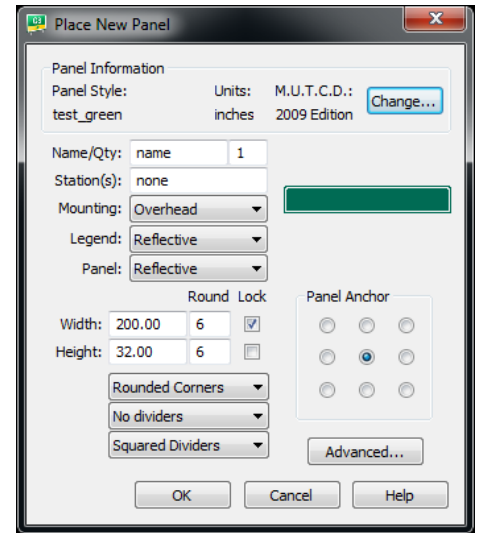 Place New Panel
Panel Information
Panel Style: Units: M.U.T.C.D.:
test_green inches 2009 Edition Change...
Name/Qty: name 1
Station(s): none
Mounting: Overhead
Legend: Reflective
Panel: Reflective
Round Lock Panel Anchor
Width: 200.00 6
Height: 32.00 6
Rounded Corners
No dividers
Squared Dividers
Advanced...
OK Cancel Help